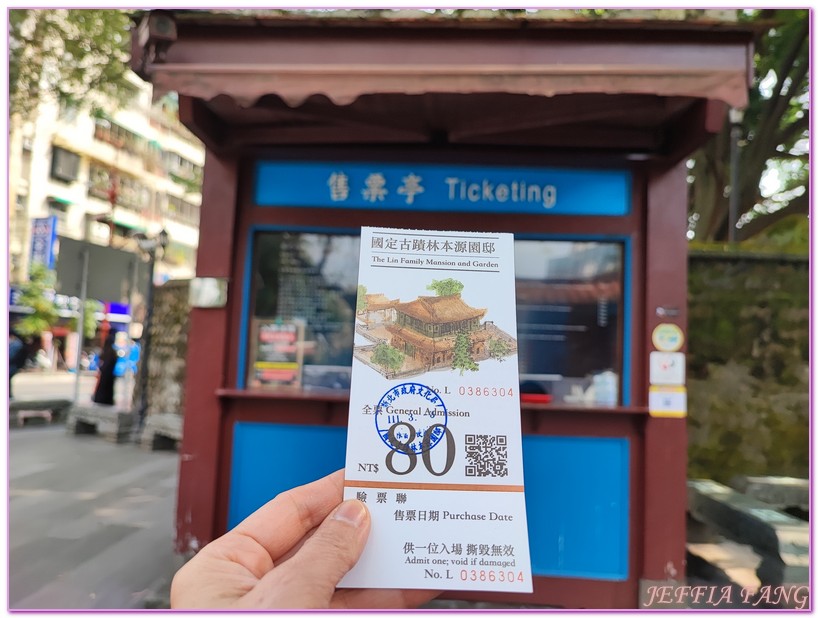 售票亭 Ticketing
國定古蹟林本源園邸
The Lin Family Mansion and Garden
No. L 0386304
全票 General Admission
111. 3.
NT$ 80
驗票聯
售票日期 Purchase Date
供一位入場 撕毀無效
Admit one; void if damaged
No. L 0386304
JEFFIA FANG